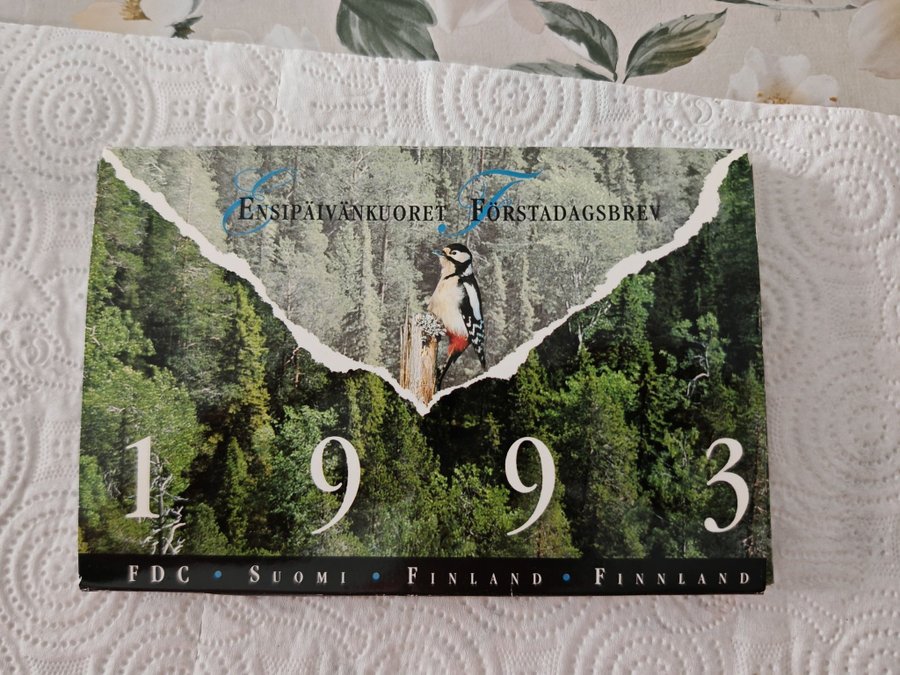 Ensipäivänkuoret Förstadagsbrev
1993
FDC • Suomi • Finland • Finnland